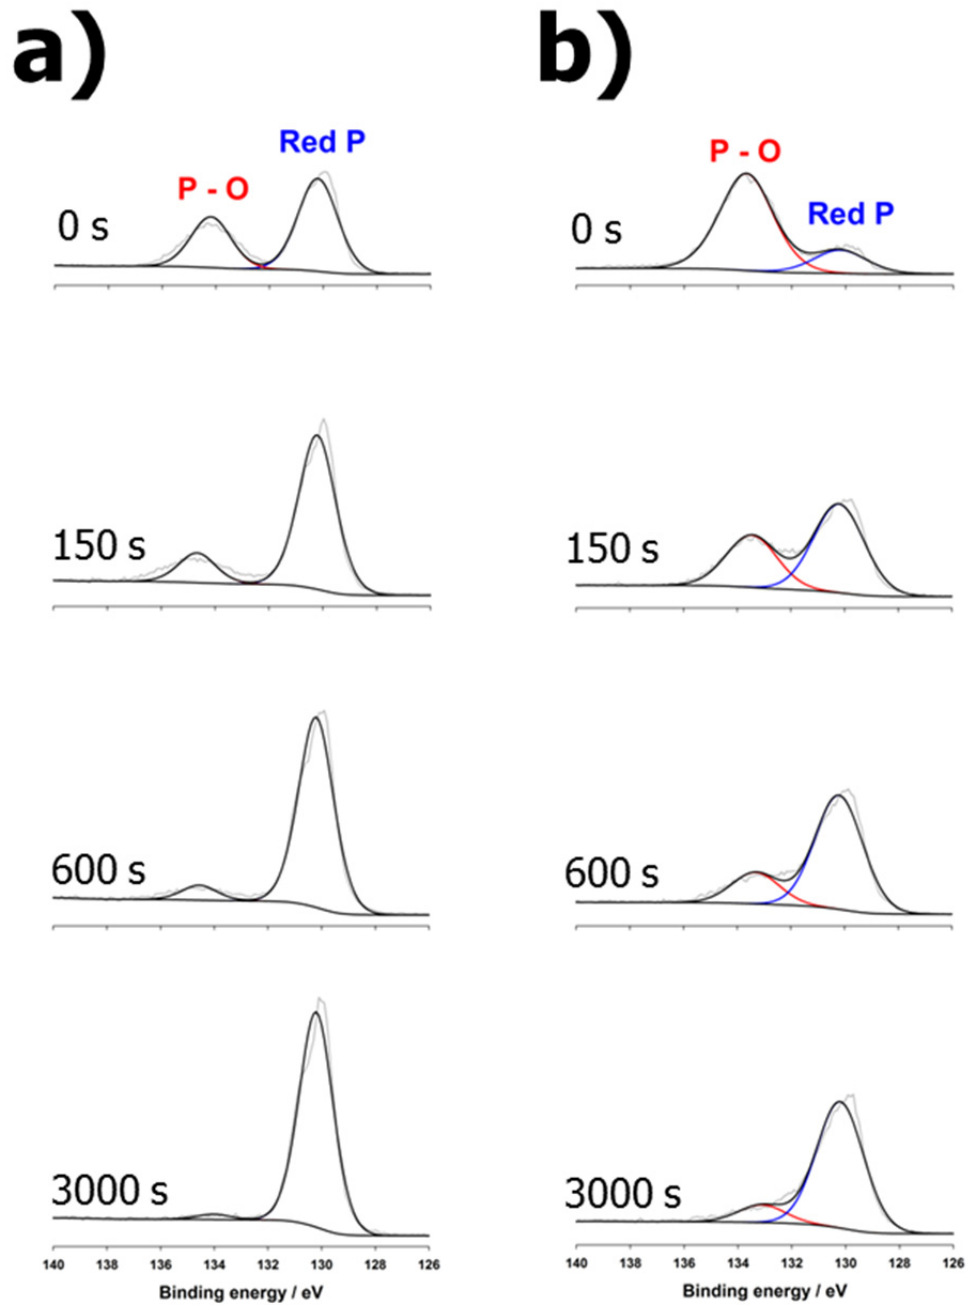 a)
b)
Red P
P - O
0 s
P - O
Red P
0 s
150 s
150 s
600 s
600 s
3000 s
3000 s
140 138 136 134 132 130 128 126
Binding energy / eV
140 138 136 134 133 130 128 126
Binding energy / eV